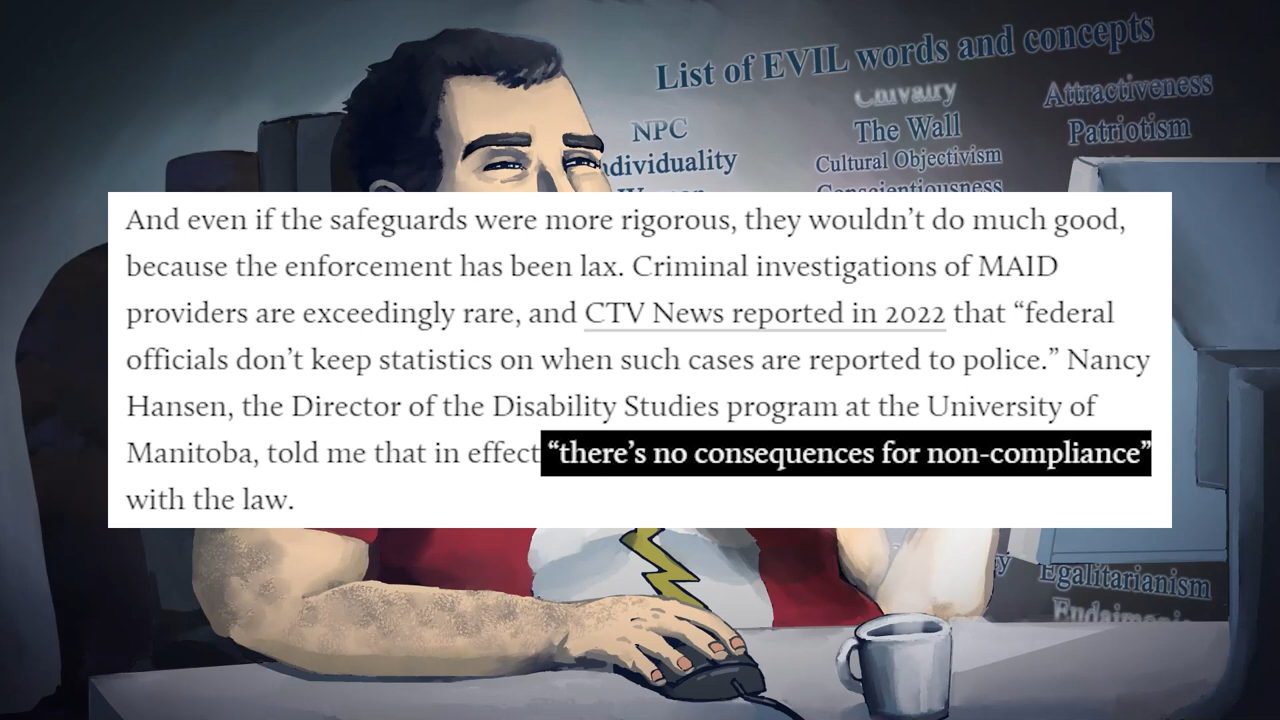 List of EVIL words and concepts
Chivalry
Attractiveness
NPC
The Wall
Patriotism
dividuality
Cultural Objectivism
Conscientiousness
And even if the safeguards were more rigorous, they wouldn’t do much good,
because the enforcement has been lax. Criminal investigations of MAID
providers are exceedingly rare, and CTV News reported in 2022 that “federal
officials don’t keep statistics on when such cases are reported to police.” Nancy
Hansen, the Director of the Disability Studies program at the University of
Manitoba, told me that in effect “there’s no consequences for non-compliance”
with the law.
Egalitarianism